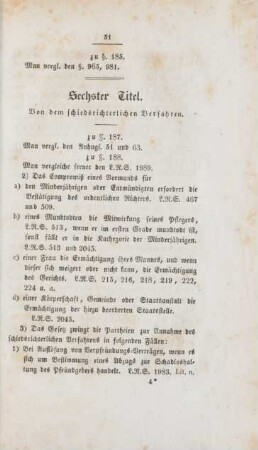 51
zu §. 185.
Man vergl. den §. 965, 981.
Sechster Titel.
Von dem schiedsrichterlichen Verfahren.
zu §. 187.
Man vergl. den Anhngl. 51 und 63.
zu §. 188.
Man vergleiche ferner den L.R.S. 1989.
2) Das Compromiß eines Vormunds für
a) den Minderjährigen oder Entmündigten erfordert die
Bestätigung des ordentlichen Richters. L.R.S. 467
und 509.
b) eines Mundtodten die Mitwirkung seines Pflegers,
L.R.S. 513, wenn er im ersten Grade mundtodt ist,
sonst fällt er in die Kathegorie der Minderjährigen.
L.R.S. 513 und 2045.
c) einer Frau die Ermächtigung ihres Mannes, und wenn
dieser sich weigert oder nicht kann, die Ermächtigung
des Gerichts. L.R.S. 215, 216, 218, 219, 222,
224 u. a.
d) einer Körperschaft, Gemeinde oder Staatsanstalt die
Ermächtigung der hiezu beorderten Staatsstelle.
L.R.S. 2045.
3) Das Gesetz zwingt die Partheien zur Annahme des
schiedsrichterlichen Verfahrens in folgenden Fällen:
1) Bei Auflösung von Verpfründungs-Verträgen, wenn es
sich um Bestimmung eines Abzugs zur Schadloshal-
tung des Pfründgebers handelt. L.R.S. 1983, Lit. n.
4*